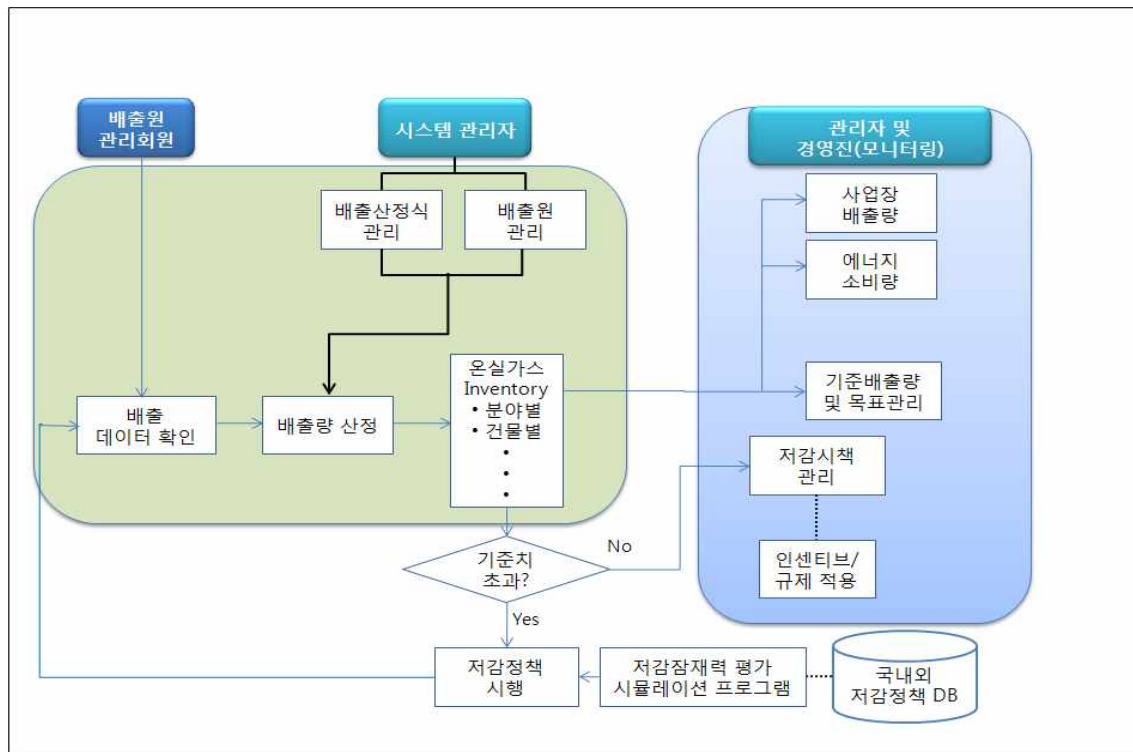 배출원
관리회원
시스템 관리자
관리자 및
경영진(모니터링)
배출산정식
관리
배출원
관리
사업장
배출량
에너지
소비량
온실가스
Inventory
• 분야별
• 건물별
•
•
•
기준배출량
및 목표관리
배출
데이터 확인
배출량 산정
저감시책
관리
기준치
초과?
No
Yes
인센티브/
규제 적용
저감정책
시행
저감잠재력 평가
시뮬레이션 프로그램
국내외
저감정책 DB